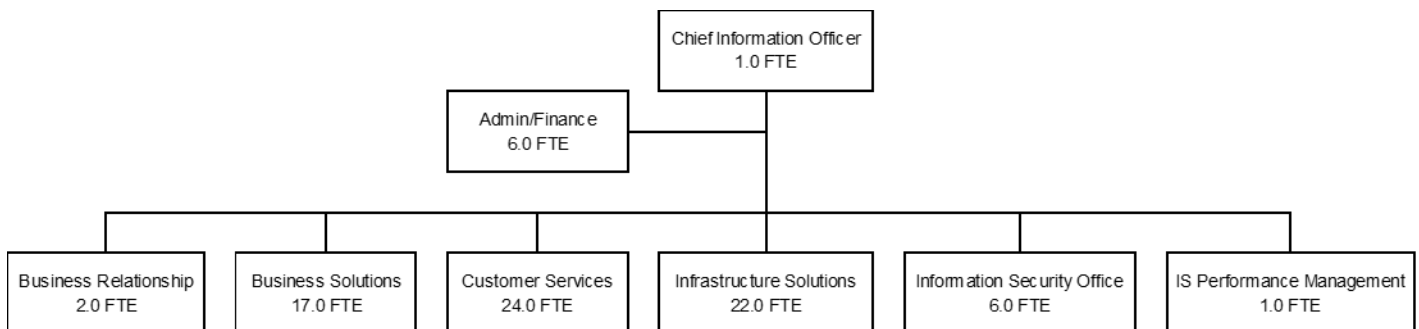 Chief Information Officer
1.0 FTE
Admin/Finance
6.0 FTE
Business Relationship
2.0 FTE
Business Solutions
17.0 FTE
Customer Services
24.0 FTE
Infrastructure Solutions
22.0 FTE
Information Security Office
6.0 FTE
IS Performance Management
1.0 FTE